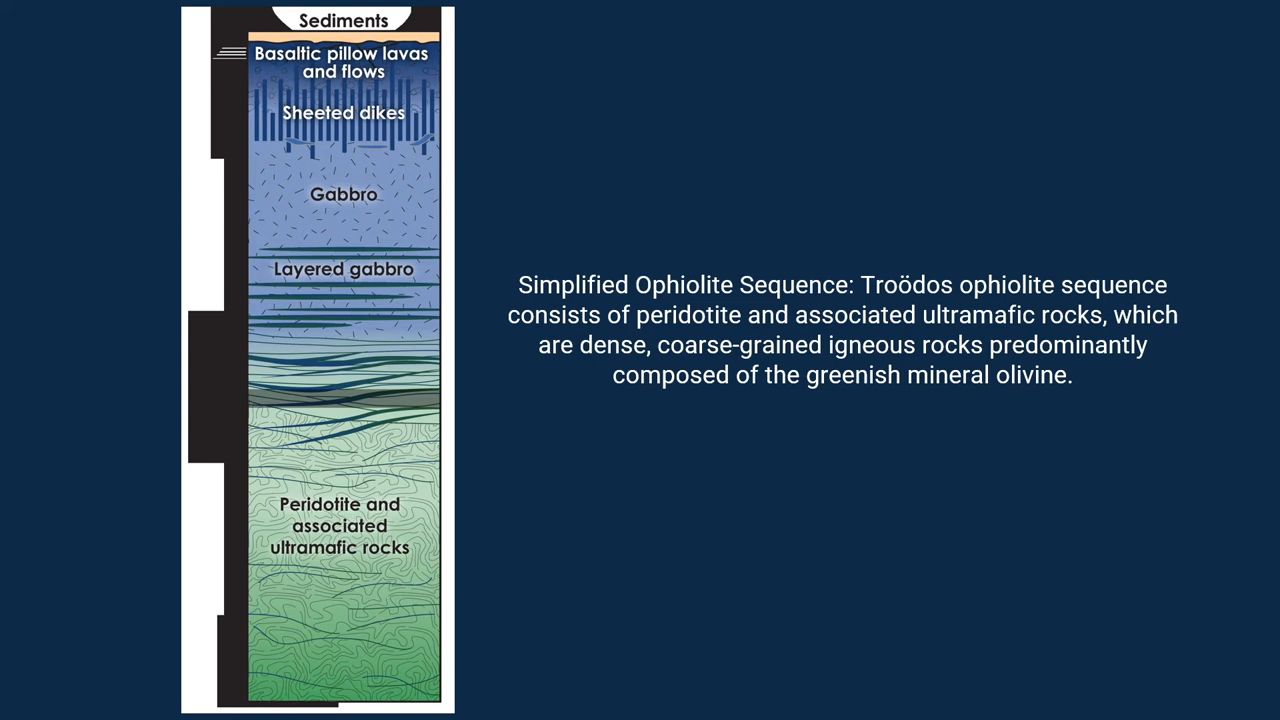 Sediments
Basaltic pillow lavas
and flows
Sheeted dikes
Gabbro
Layered gabbro
Peridotite and
associated
ultramafic rocks
Simplified Ophiolite Sequence: Troödos ophiolite sequence
consists of peridotite and associated ultramafic rocks, which
are dense, coarse-grained igneous rocks predominantly
composed of the greenish mineral olivine.